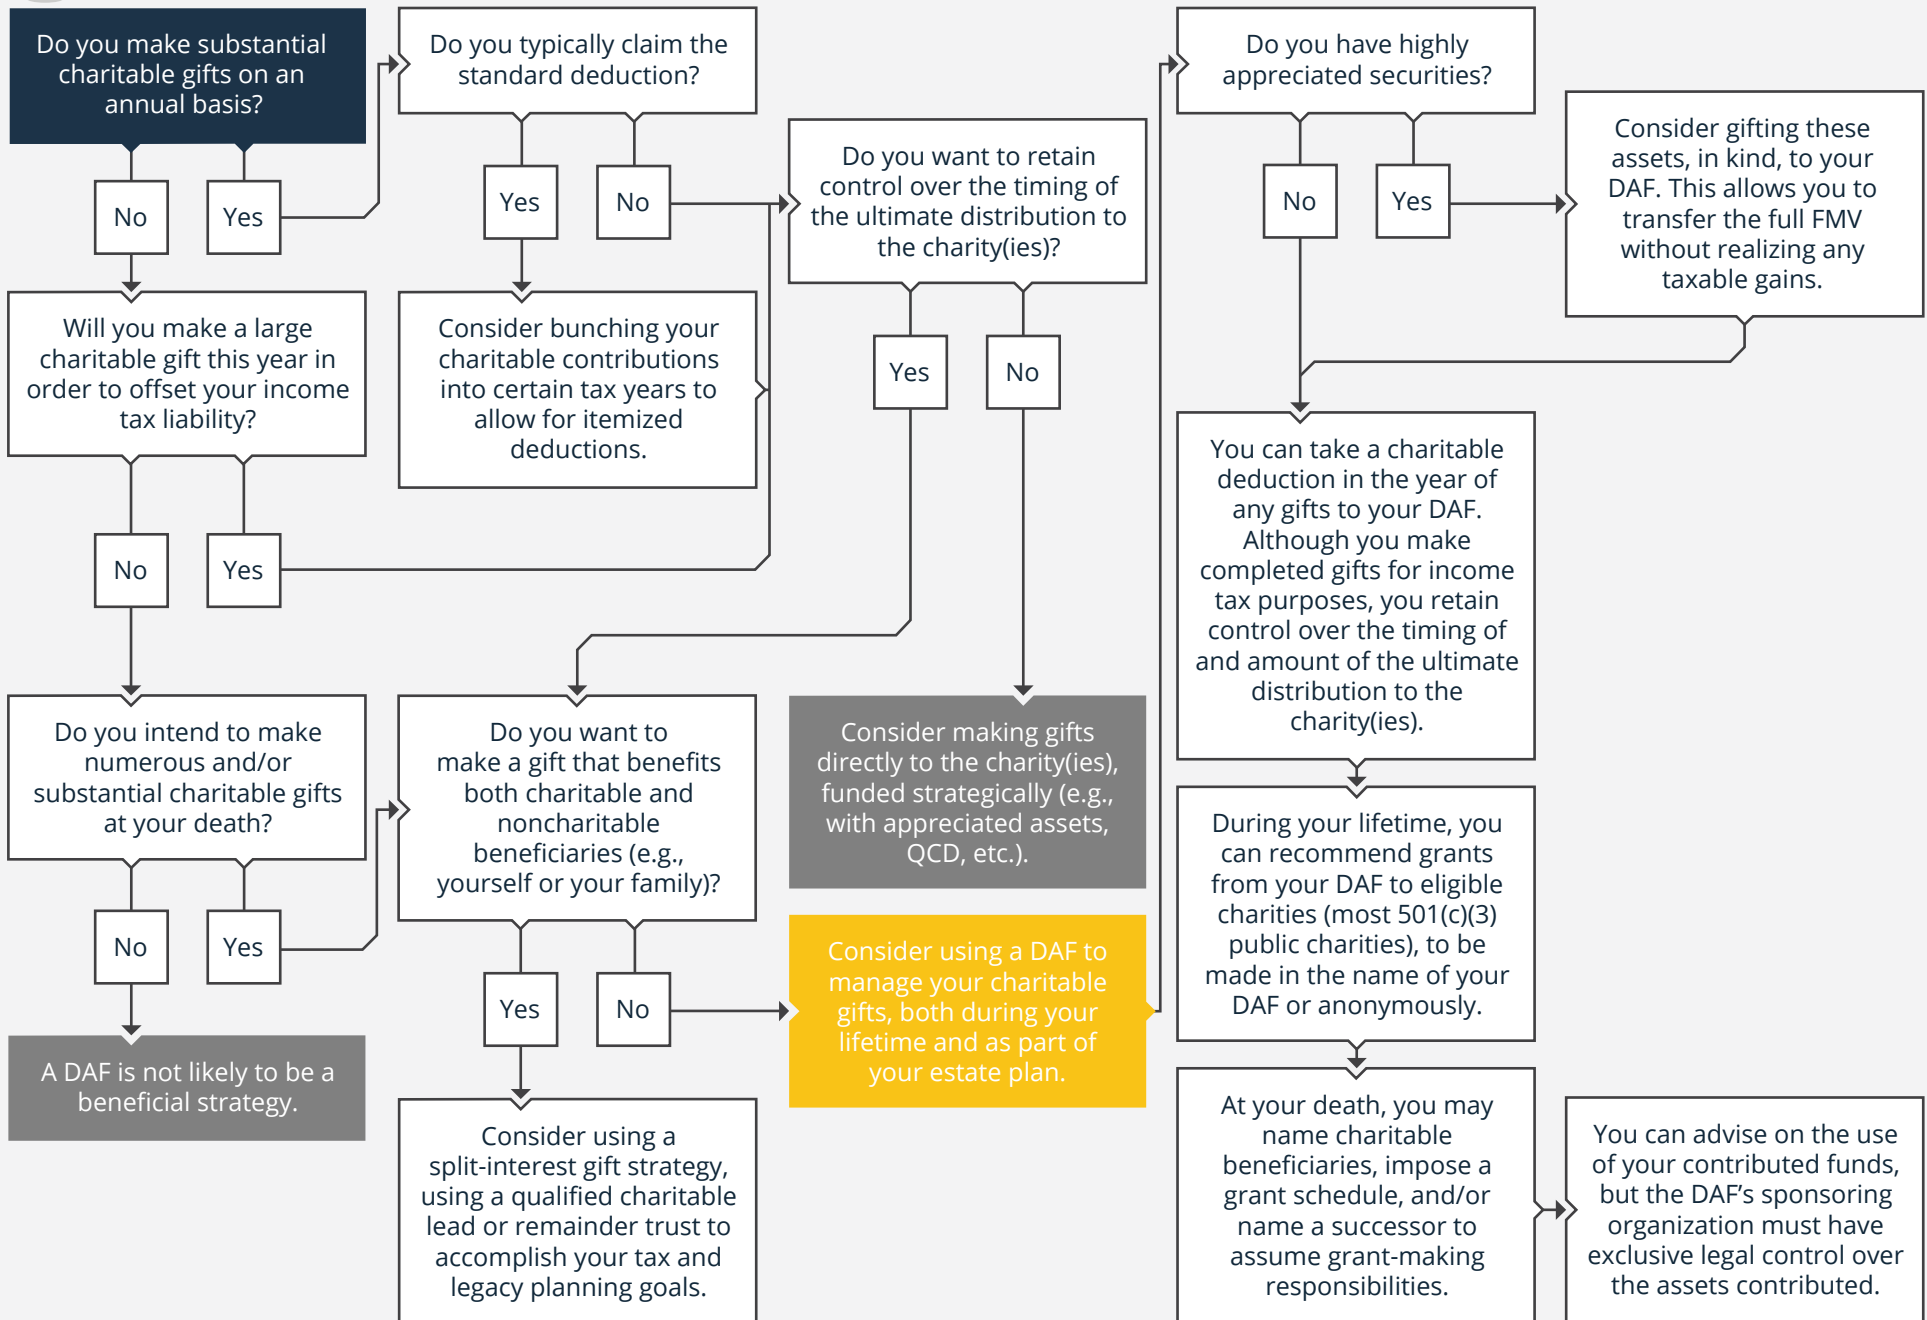 Do you make substantial
charitable gifts on an
annual basis?
No
Yes
Will you make a large
charitable gift this year in
order to offset your income
tax liability?
No
Yes
Do you intend to make
numerous and/or
substantial charitable gifts
at your death?
No
Yes
A DAF is not likely to be a
beneficial strategy.
Do you typically claim the
standard deduction?
Yes
No
Consider bunching your
charitable contributions
into certain tax years to
allow for itemized
deductions.
Do you want to retain
control over the timing of
the ultimate distribution to
the charity(ies)?
Yes
No
Do you want to
make a gift that benefits
both charitable and
noncharitable
beneficiaries (e.g.,
yourself or your family)?
Yes
No
Consider using a
split-interest gift strategy,
using a qualified charitable
lead or remainder trust to
accomplish your tax and
legacy planning goals.
Consider making gifts
directly to the charity(ies),
funded strategically (e.g.,
with appreciated assets,
QCD, etc.).
Consider using a DAF to
manage your charitable
gifts, both during your
lifetime and as part of
your estate plan.
Do you have highly
appreciated securities?
No
Yes
Consider gifting these
assets, in kind, to your
DAF. This allows you to
transfer the full FMV
without realizing any
taxable gains.
You can take a charitable
deduction in the year of
any gifts to your DAF.
Although you make
completed gifts for income
tax purposes, you retain
control over the timing of
and amount of the ultimate
distribution to the
charity(ies).
During your lifetime, you
can recommend grants
from your DAF to eligible
charities (most 501(c)(3)
public charities), to be
made in the name of your
DAF or anonymously.
At your death, you may
name charitable
beneficiaries, impose a
grant schedule, and/or
name a successor to
assume grant-making
responsibilities.
You can advise on the use
of your contributed funds,
but the DAF’s sponsoring
organization must have
exclusive legal control over
the assets contributed.